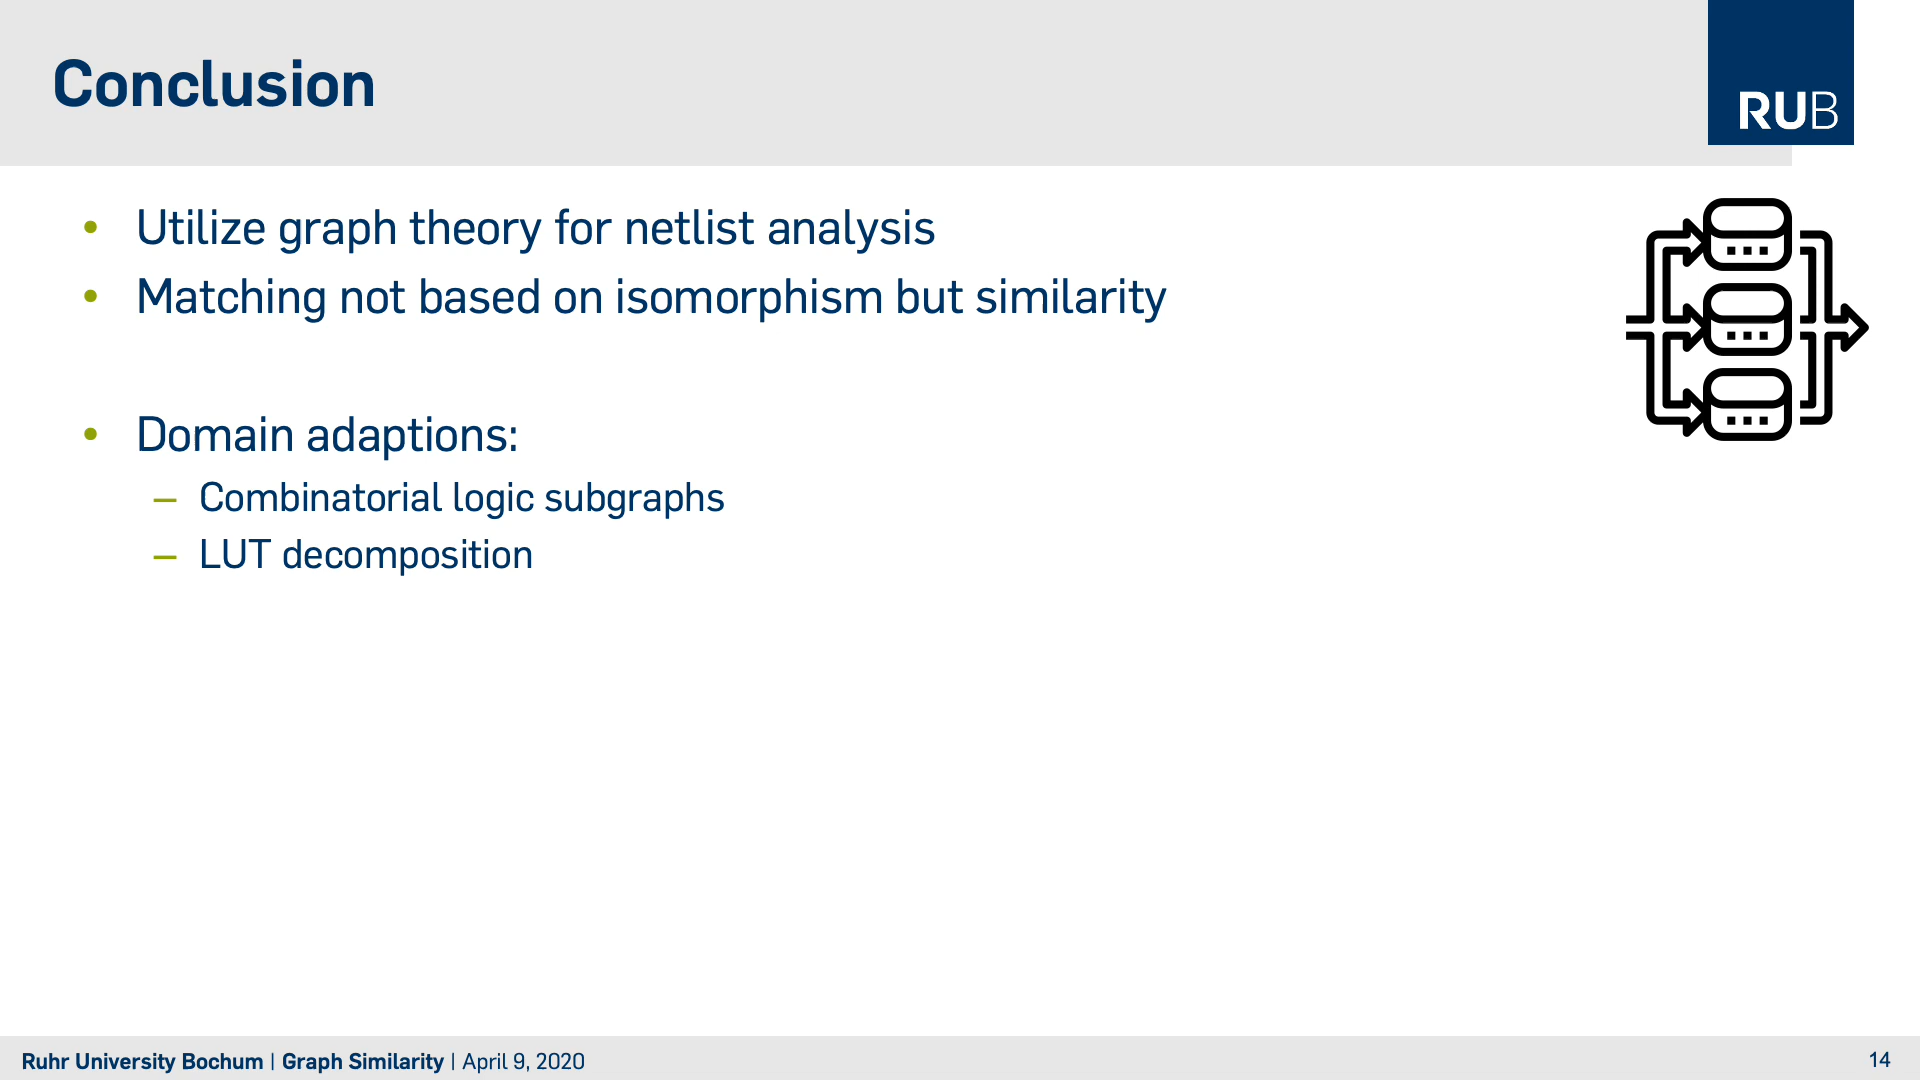 Conclusion
RUB
• Utilize graph theory for netlist analysis
• Matching not based on isomorphism but similarity
• Domain adaptions:
– Combinatorial logic subgraphs
– LUT decomposition
Ruhr University Bochum | Graph Similarity | April 9, 2020
14